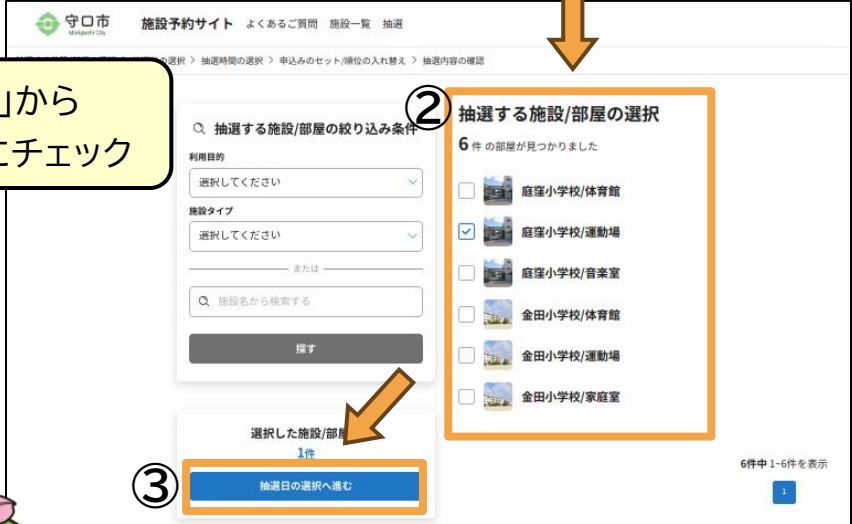 守口市
Moriguchi City
施設予約サイト よくあるご質問 施設一覧 抽選
の選択 > 抽選時間の選択 > 申込みのセット/順位の入れ替え > 抽選内容の確認
」から
にチェック
抽選する施設/部屋の絞り込み条件
利用目的
選択してください
施設タイプ
選択してください
または
施設名から検索する
探す
選択した施設/部屋
1件
③
抽選日の選択へ進む
②
抽選する施設/部屋の選択
6 件 の部屋が見つかりました
庭窪小学校/体育館
庭窪小学校/運動場
庭窪小学校/音楽室
金田小学校/体育館
金田小学校/運動場
金田小学校/家庭室
6件中 1~6件を表示
1